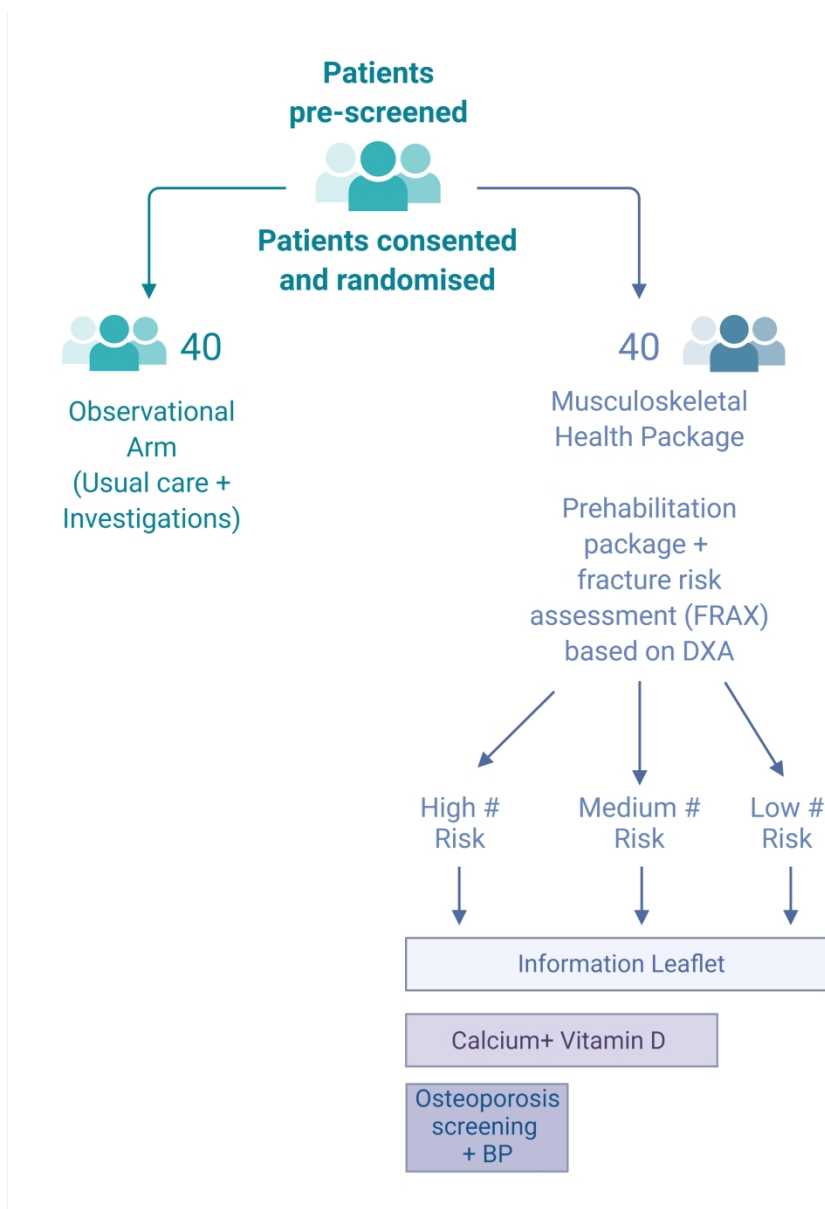 Patients
pre-screened
Patients consented
and randomised
40
Observational
Arm
(Usual care +
Investigations)
40
Musculoskeletal
Health Package
Prehabilitation
package +
fracture risk
assessment (FRAX)
based on DXA
High #
Risk
Medium #
Risk
Low #
Risk
Information Leaflet
Calcium+ Vitamin D
Osteoporosis
screening
+ BP